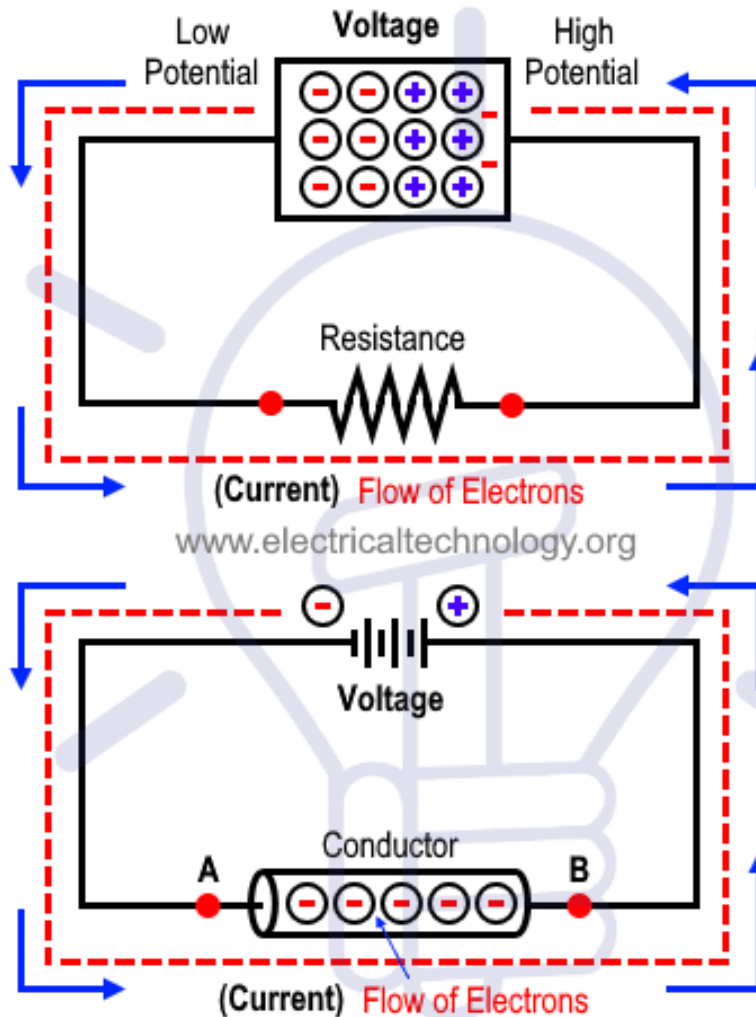 Voltage
Low
Potential
High
Potential
- - + +
-
- - + +
-
- - + +
Resistance
(Current) Flow of Electrons
www.electricaltechnology.org
- +
Voltage
Conductor
A
B
- - - - -
(Current) Flow of Electrons